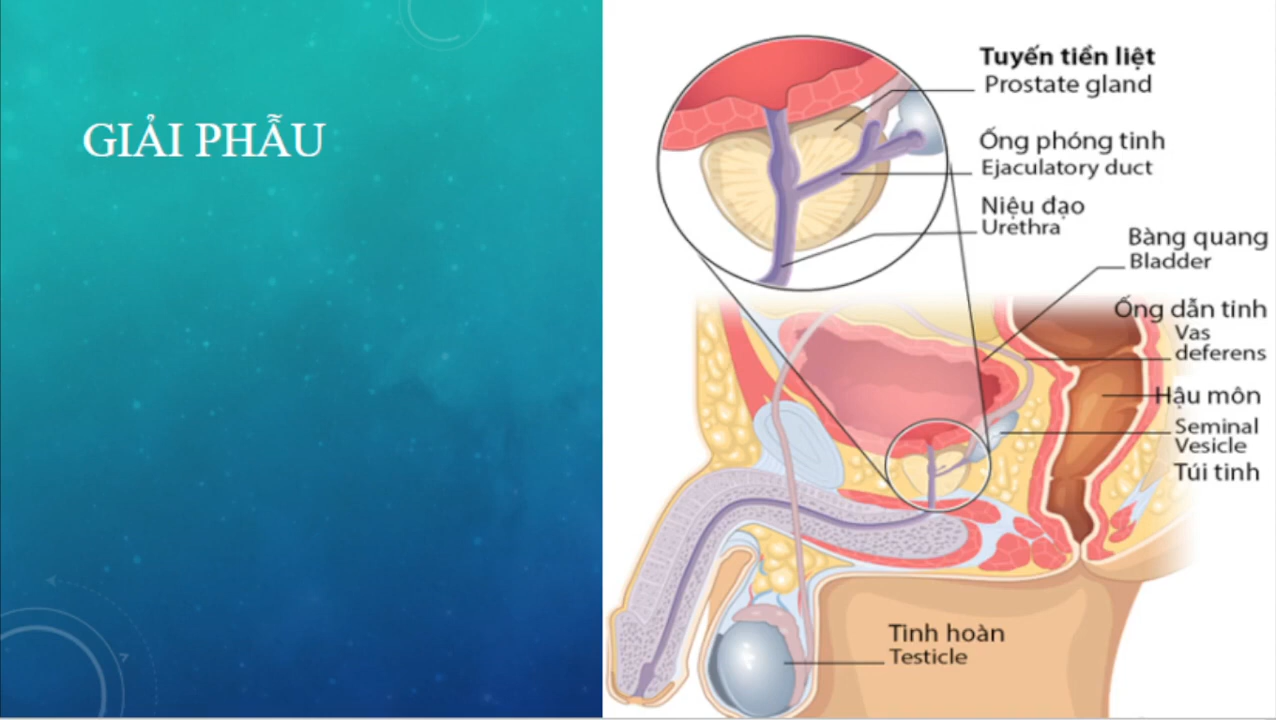 GIẢI PHẪU
Tuyến tiền liệt
Prostate gland
Ống phóng tinh
Ejaculatory duct
Niệu đạo
Urethra
Bàng quang
Bladder
Ống dẫn tinh
Vas
deferens
Hậu môn
Seminal
Vesicle
Túi tinh
Tinh hoàn
Testicle